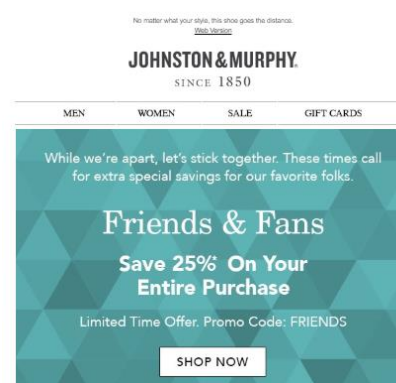 No matter what your style, this shoe goes the distance.
Web Version
JOHNSTON & MURPHY.
SINCE 1850
MEN WOMEN SALE GIFT CARDS
While we're apart, let's stick together. These times call
for extra special savings for our favorite folks.
Friends & Fans
Save 25%* On Your
Entire Purchase
Limited Time Offer. Promo Code: FRIENDS
SHOP NOW